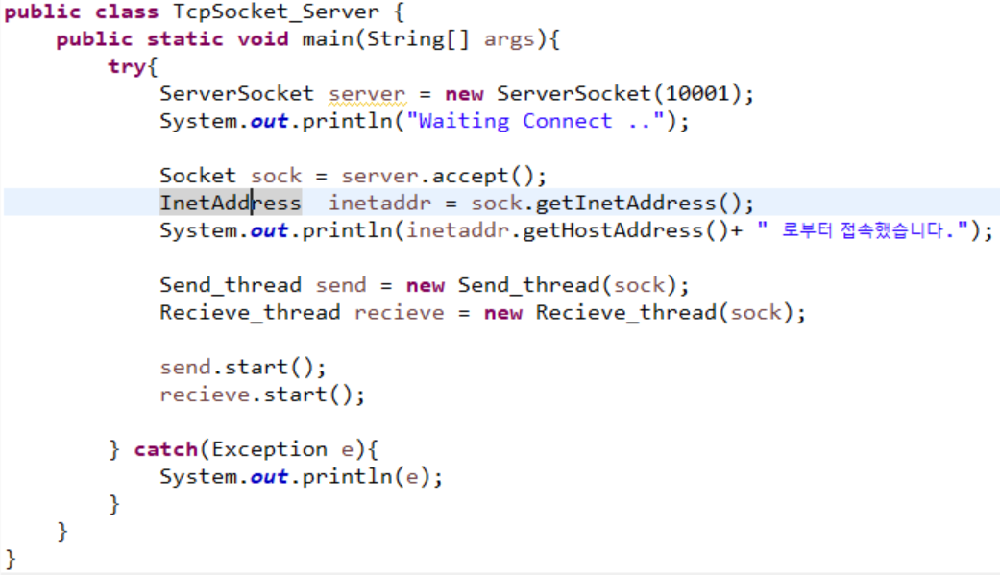 public class TcpSocket_Server {
    public static void main(String[] args){
        try{
            ServerSocket server = new ServerSocket(10001);
            System.out.println("Waiting Connect ..");
            Socket sock = server.accept();
            InetAddress  inetaddr = sock.getInetAddress();
            System.out.println(inetaddr.getHostAddress()+ " 로부터 접속했습니다.");
            Send_thread send = new Send_thread(sock);
            Recieve_thread recieve = new Recieve_thread(sock);
            send.start();
            recieve.start();
        } catch(Exception e){
            System.out.println(e);
        }
    }
}